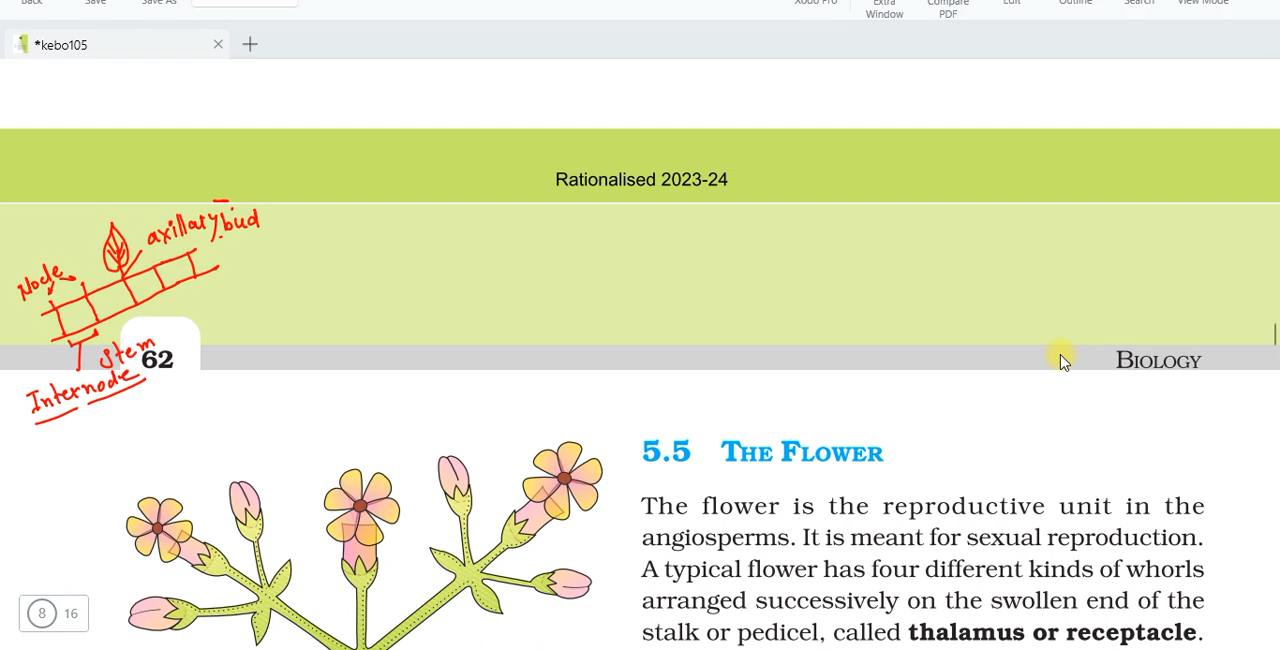 Back Save Save As Xodo Pro Extra Window Compare PDF Edit Outline Search View Mode
*kebo105
Rationalised 2023-24
axillary bud
Node
Stem
Internode
62
BIOLOGY
5.5 THE FLOWER
The flower is the reproductive unit in the
angiosperms. It is meant for sexual reproduction.
A typical flower has four different kinds of whorls
arranged successively on the swollen end of the
stalk or pedicel, called thalamus or receptacle.
8 16